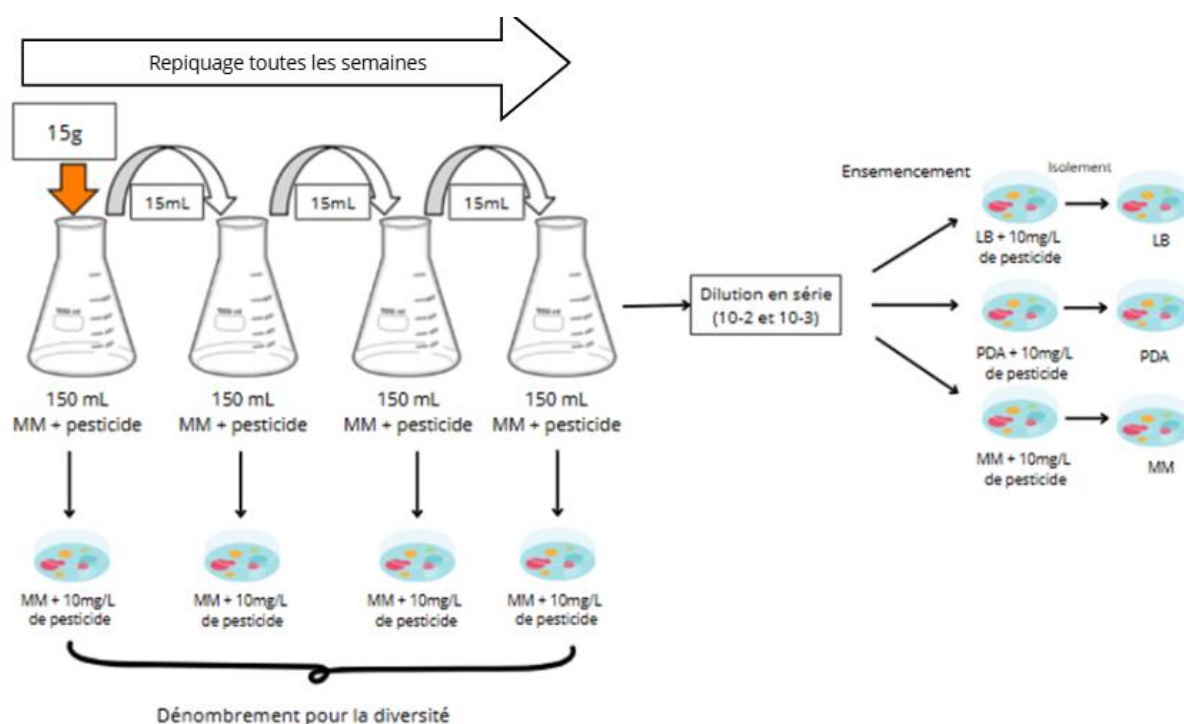 Repiquage toutes les semaines
15g
15mL
15mL
15mL
150 mL
MM + pesticide
150 mL
MM + pesticide
150 mL
MM + pesticide
150 mL
MM + pesticide
MM + 10mg/L
de pesticide
MM + 10mg/L
de pesticide
MM + 10mg/L
de pesticide
MM + 10mg/L
de pesticide
Dénombrement pour la diversité
Dilution en série
(10-2 et 10-3)
Ensemencement
Isolement
LB + 10mg/L
de pesticide
LB
PDA + 10mg/L
de pesticide
PDA
MM + 10mg/L
de pesticide
MM